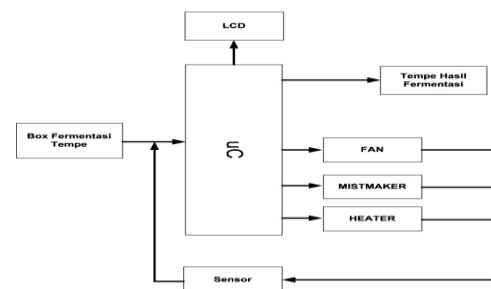 LCD
Tempe Hasil
Fermentasi
Box Fermentasi
Tempe
uC
FAN
MISTMAKER
HEATER
Sensor